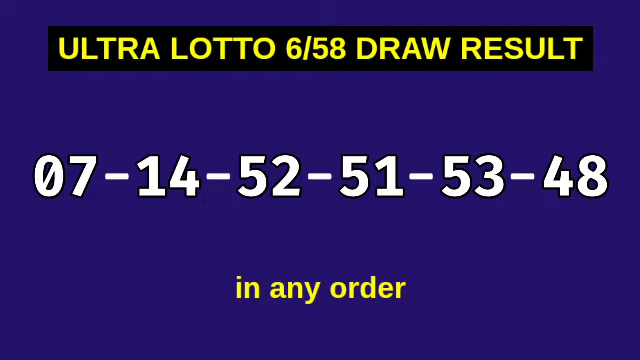 ULTRA LOTTO 6/58 DRAW RESULT
07-14-52-51-53-48
in any order